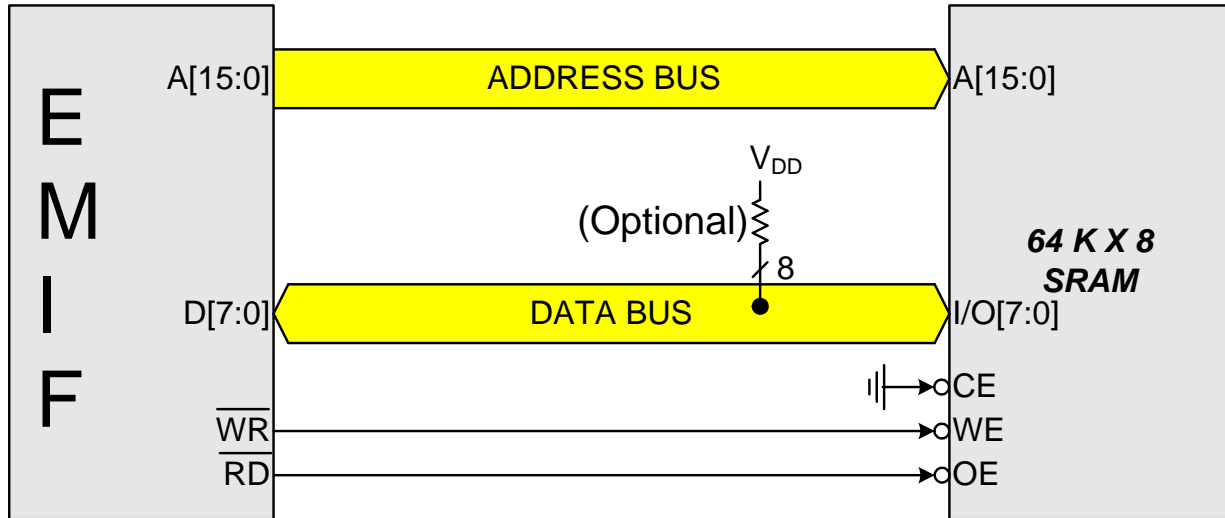 E
M
I
F
A[15:0]
ADDRESS BUS
A[15:0]
VDD
(Optional)
8
64 K X 8
SRAM
D[7:0]
DATA BUS
I/O[7:0]
CE
WR
WE
RD
OE